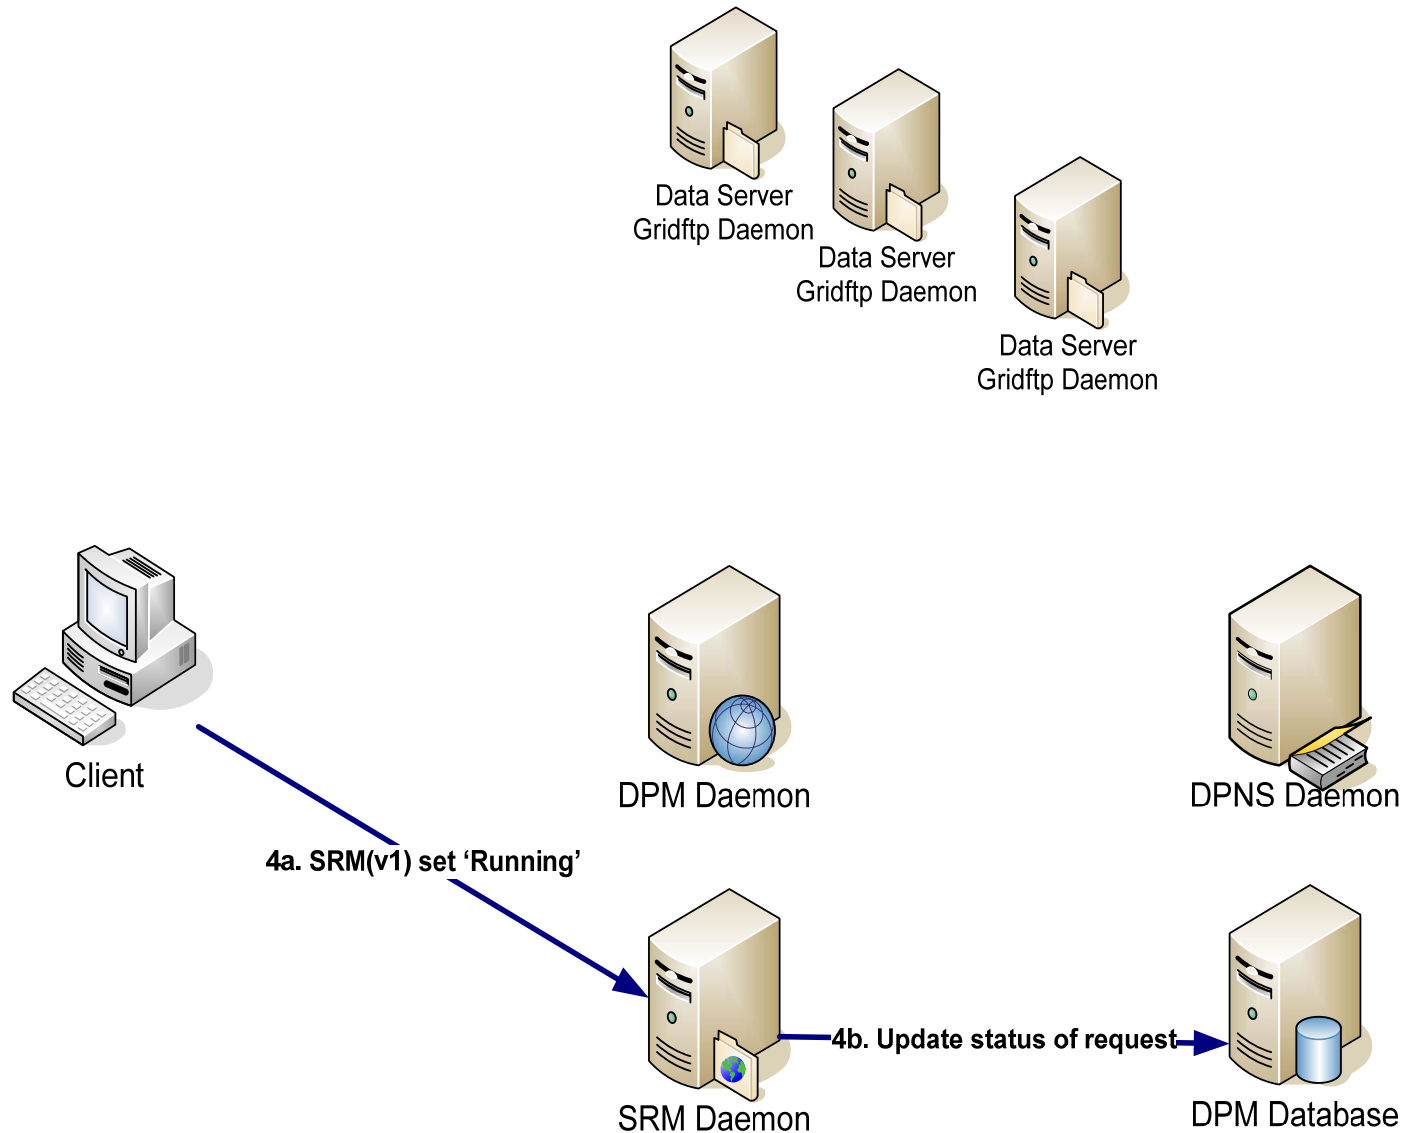 Data Server
Gridftp Daemon
Data Server
Gridftp Daemon
Data Server
Gridftp Daemon
Client
DPM Daemon
DPNS Daemon
4a. SRM(v1) set ‘Running’
4b. Update status of request
SRM Daemon
DPM Database